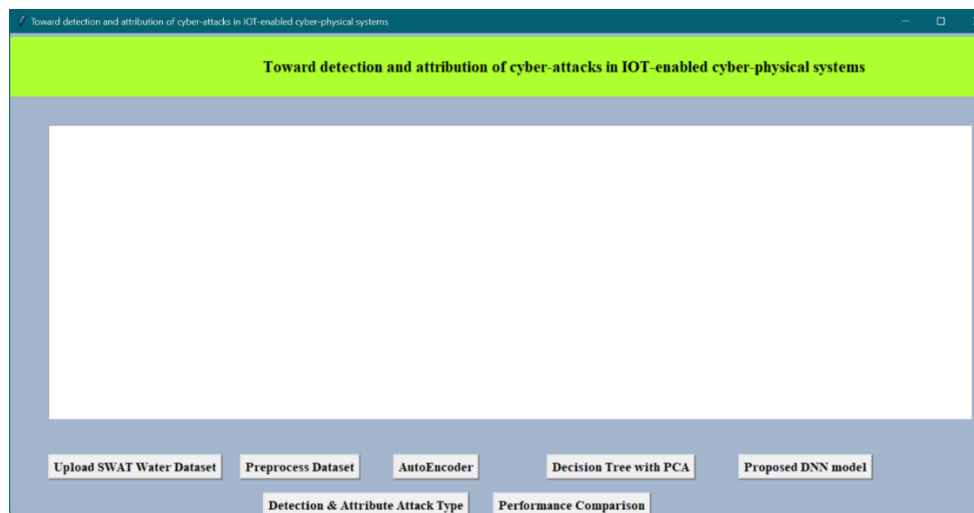 Toward detection and attribution of cyber-attacks in IOT-enabled cyber-physical systems
Toward detection and attribution of cyber-attacks in IOT-enabled cyber-physical systems
Upload SWAT Water Dataset Preprocess Dataset AutoEncoder Decision Tree with PCA Proposed DNN model
Detection & Attribute Attack Type Performance Comparison